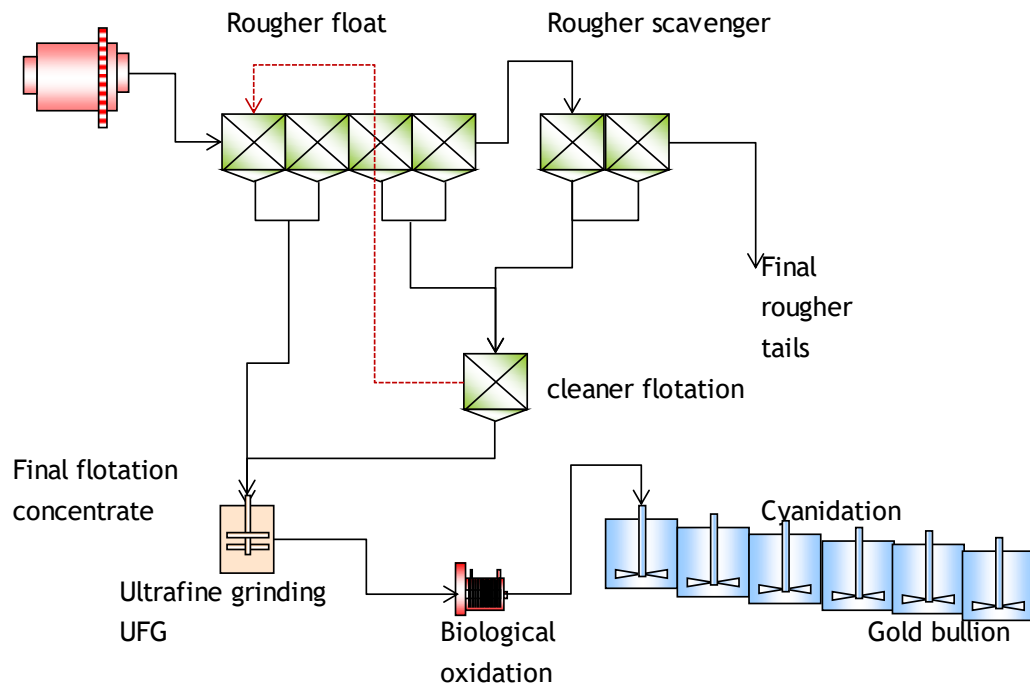 Rougher float
Rougher scavenger
Final
rougher
tails
cleaner flotation
Final flotation
concentrate
Cyanidation
Ultrafine grinding
UFG
Biological
oxidation
Gold bullion